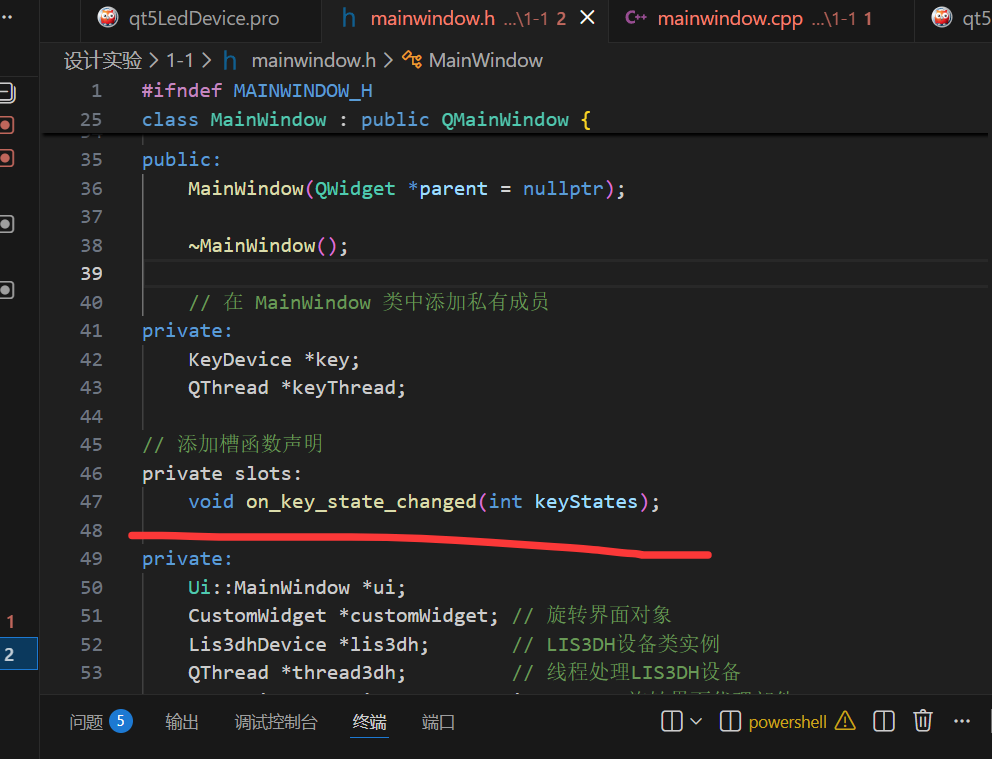 qt5LedDevice.pro
h mainwindow.h ...\1-1 2
C++ mainwindow.cpp ...\1-1 1
qt5
设计实验 > 1-1 > h mainwindow.h > MainWindow
1 #ifndef MAINWINDOW_H
25 class MainWindow : public QMainWindow {
35 public:
36 MainWindow(QWidget *parent = nullptr);
37
38 ~MainWindow();
39
40 // 在 MainWindow 类中添加私有成员
41 private:
42 KeyDevice *key;
43 QThread *keyThread;
44
45 // 添加槽函数声明
46 private slots:
47 void on_key_state_changed(int keyStates);
48
49 private:
50 Ui::MainWindow *ui;
51 CustomWidget *customWidget; // 旋转界面对象
52 Lis3dhDevice *lis3dh; // LIS3DH设备类实例
53 QThread *thread3dh; // 线程处理LIS3DH设备
1
2
问题 5 输出 调试控制台 终端 端口 powershell